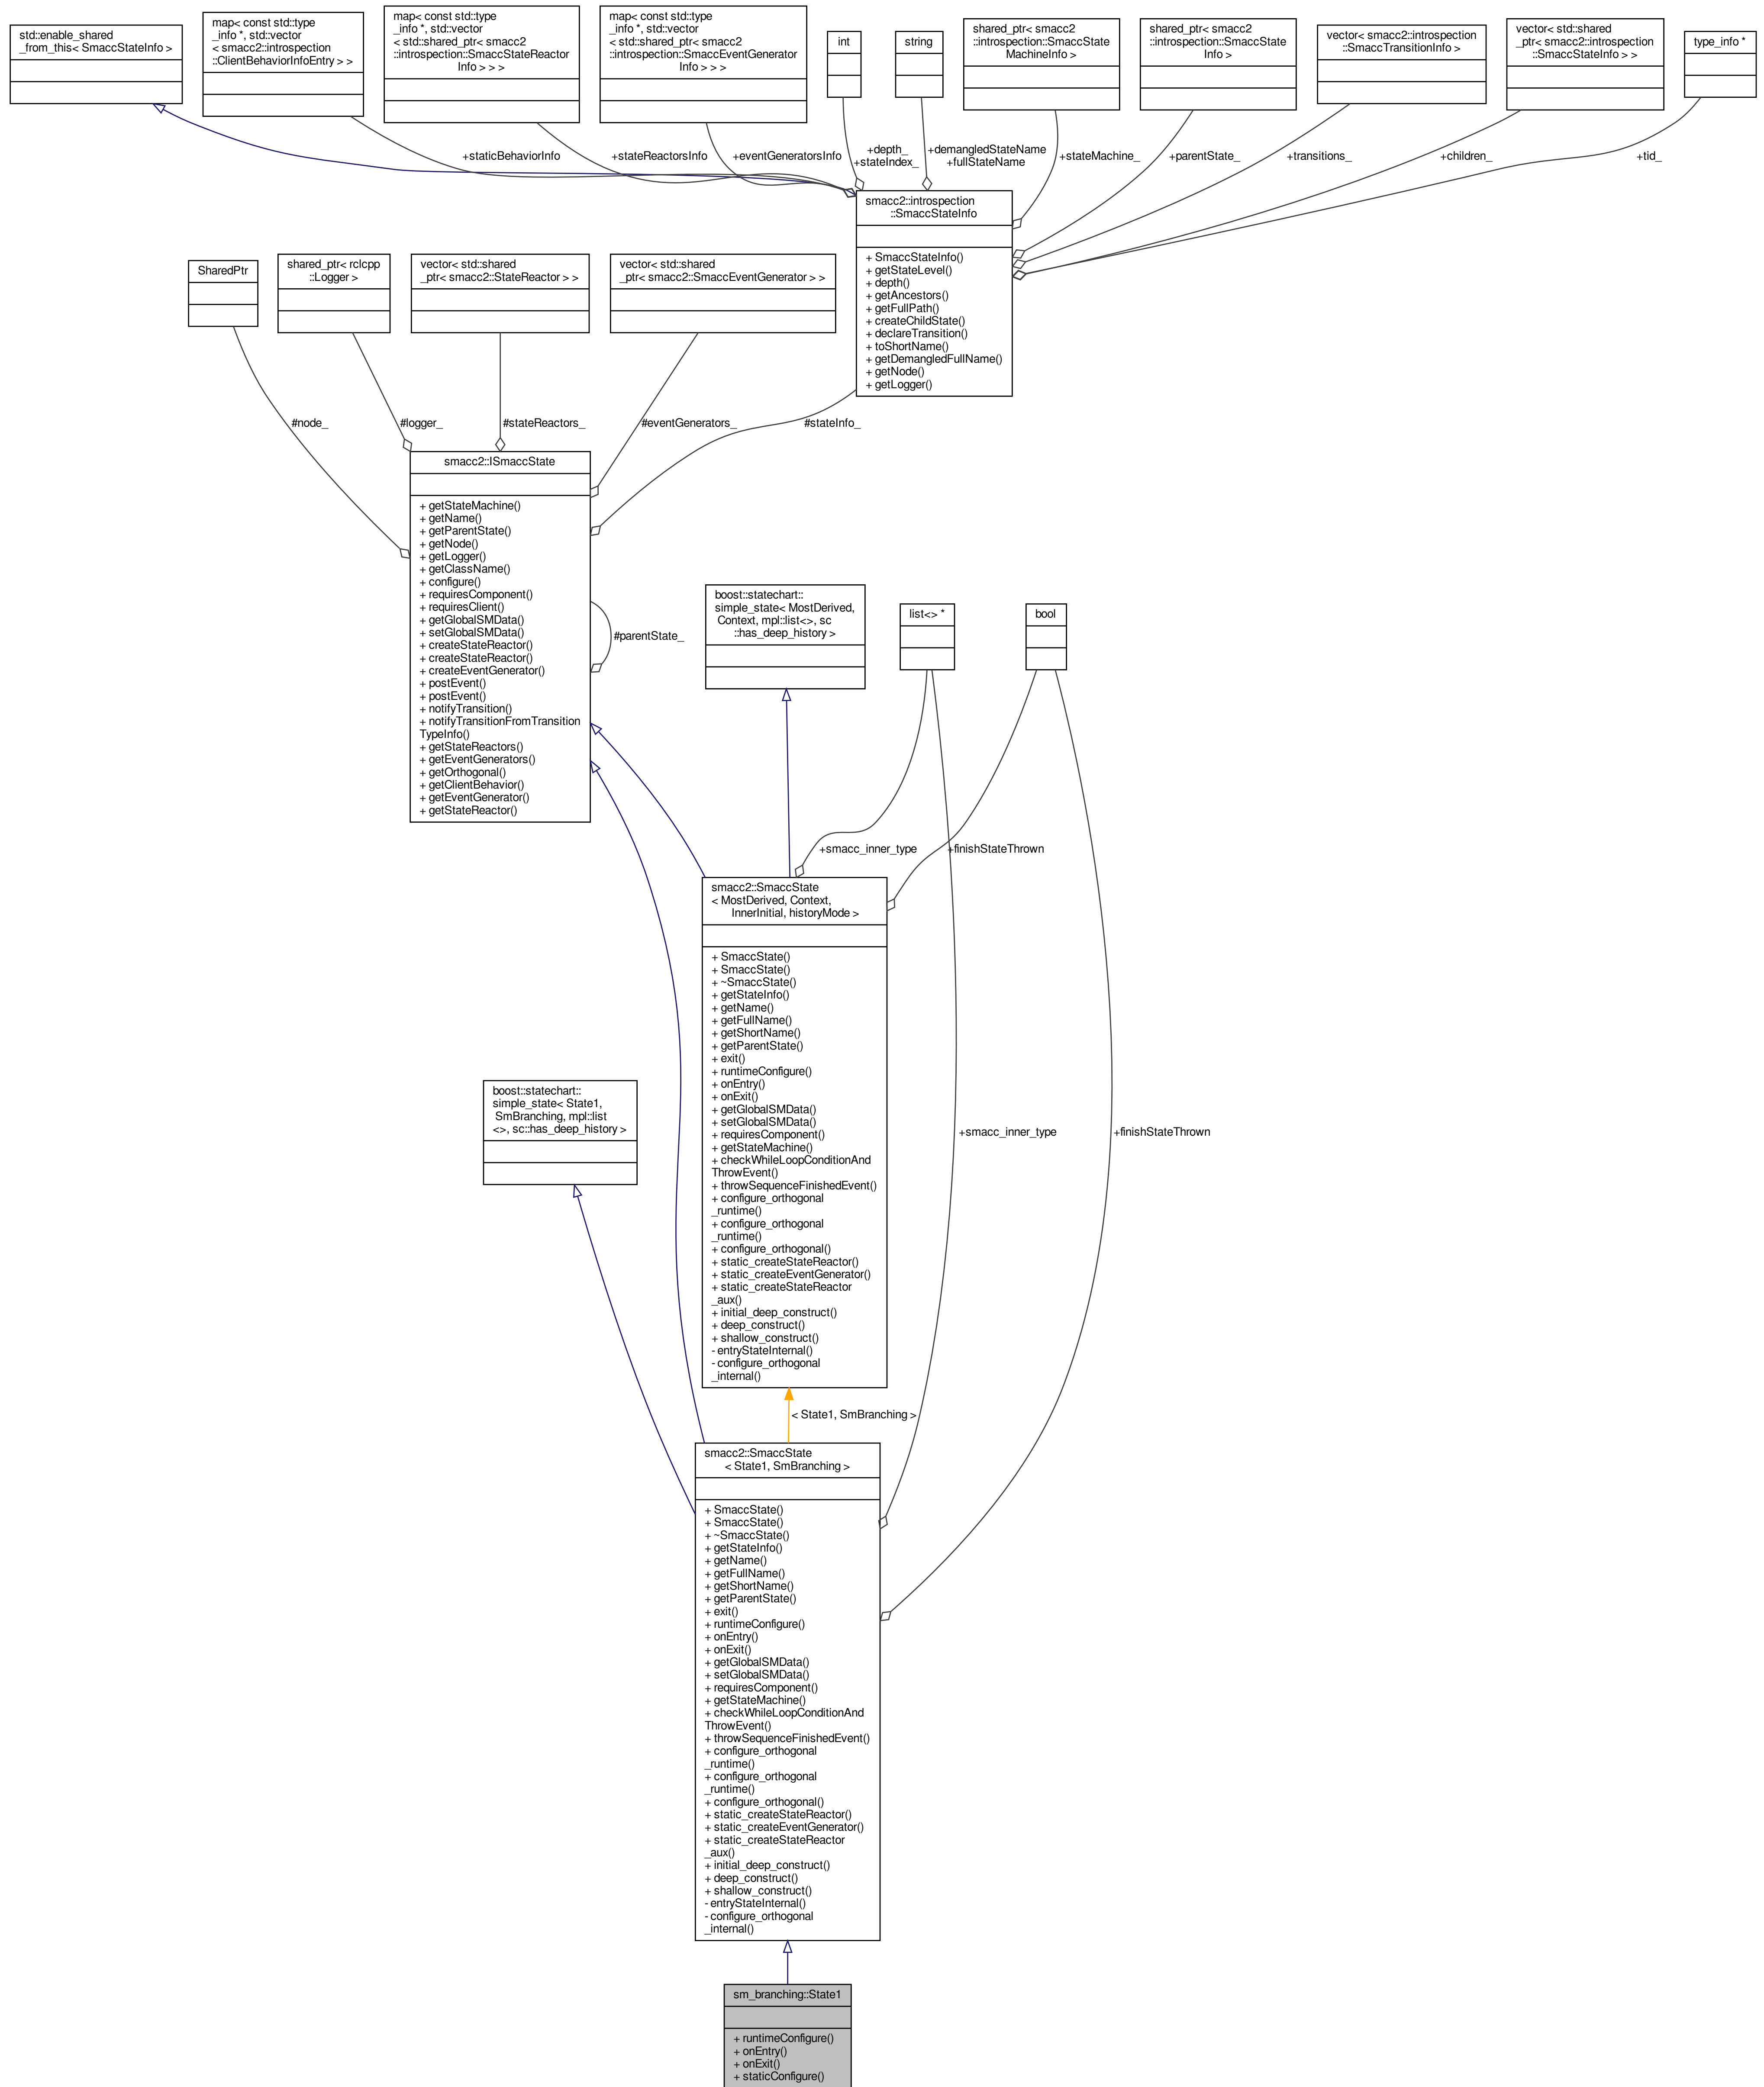 std::enable_shared
_from_this< SmaccStateInfo >
map< const std::type
_info *, std::vector
< smacc2::introspection
::ClientBehaviorInfoEntry > >
map< const std::type
_info *, std::vector
< std::shared_ptr< smacc2
::introspection::SmaccStateReactor
Info > > >
map< const std::type
_info *, std::vector
< std::shared_ptr< smacc2
::introspection::SmaccEventGenerator
Info > > >
int
string
shared_ptr< smacc2
::introspection::SmaccState
MachineInfo >
shared_ptr< smacc2
::introspection::SmaccState
Info >
vector< smacc2::introspection
::SmaccTransitionInfo >
vector< std::shared
_ptr< smacc2::introspection
::SmaccStateInfo > >
type_info *
+staticBehaviorInfo
+stateReactorsInfo
+eventGeneratorsInfo
+depth_
+stateIndex_
+demangledStateName
+fullStateName
+stateMachine_
+parentState_
+transitions_
+children_
+tid_
smacc2::introspection
::SmaccStateInfo
+ SmaccStateInfo()
+ getStateLevel()
+ depth()
+ getAncestors()
+ getFullPath()
+ createChildState()
+ declareTransition()
+ toShortName()
+ getDemangledFullName()
+ getNode()
+ getLogger()
SharedPtr
shared_ptr< rclcpp
::Logger >
vector< std::shared
_ptr< smacc2::StateReactor > >
vector< std::shared
_ptr< smacc2::SmaccEventGenerator > >
#node_
#logger_
#stateReactors_
#eventGenerators_
#stateInfo_
smacc2::ISmaccState
+ getStateMachine()
+ getName()
+ getParentState()
+ getNode()
+ getLogger()
+ getClassName()
+ configure()
+ requiresComponent()
+ requiresClient()
+ getGlobalSMData()
+ setGlobalSMData()
+ createStateReactor()
+ createStateReactor()
+ createEventGenerator()
+ postEvent()
+ postEvent()
+ notifyTransition()
+ notifyTransitionFromTransition
TypeInfo()
+ getStateReactors()
+ getEventGenerators()
+ getOrthogonal()
+ getClientBehavior()
+ getEventGenerator()
+ getStateReactor()
#parentState_
boost::statechart::
simple_state< MostDerived,
Context, mpl::list<>, sc
::has_deep_history >
list<> *
bool
+smacc_inner_type
+finishStateThrown
smacc2::SmaccState
< MostDerived, Context,
InnerInitial, historyMode >
+ SmaccState()
+ SmaccState()
+ ~SmaccState()
+ getStateInfo()
+ getName()
+ getFullName()
+ getShortName()
+ getParentState()
+ exit()
+ runtimeConfigure()
+ onEntry()
+ onExit()
+ getGlobalSMData()
+ setGlobalSMData()
+ requiresComponent()
+ getStateMachine()
+ checkWhileLoopConditionAnd
ThrowEvent()
+ throwSequenceFinishedEvent()
+ configure_orthogonal
_runtime()
+ configure_orthogonal
_runtime()
+ configure_orthogonal()
+ static_createStateReactor()
+ static_createEventGenerator()
+ static_createStateReactor
_aux()
+ initial_deep_construct()
+ deep_construct()
+ shallow_construct()
- entryStateInternal()
- configure_orthogonal
_internal()
boost::statechart::
simple_state< State1,
SmBranching, mpl::list
<>, sc::has_deep_history >
+smacc_inner_type
+finishStateThrown
< State1, SmBranching >
smacc2::SmaccState
< State1, SmBranching >
+ SmaccState()
+ SmaccState()
+ ~SmaccState()
+ getStateInfo()
+ getName()
+ getFullName()
+ getShortName()
+ getParentState()
+ exit()
+ runtimeConfigure()
+ onEntry()
+ onExit()
+ getGlobalSMData()
+ setGlobalSMData()
+ requiresComponent()
+ getStateMachine()
+ checkWhileLoopConditionAnd
ThrowEvent()
+ throwSequenceFinishedEvent()
+ configure_orthogonal
_runtime()
+ configure_orthogonal
_runtime()
+ configure_orthogonal()
+ static_createStateReactor()
+ static_createEventGenerator()
+ static_createStateReactor
_aux()
+ initial_deep_construct()
+ deep_construct()
+ shallow_construct()
- entryStateInternal()
- configure_orthogonal
_internal()
sm_branching::State1
+ runtimeConfigure()
+ onEntry()
+ onExit()
+ staticConfigure()